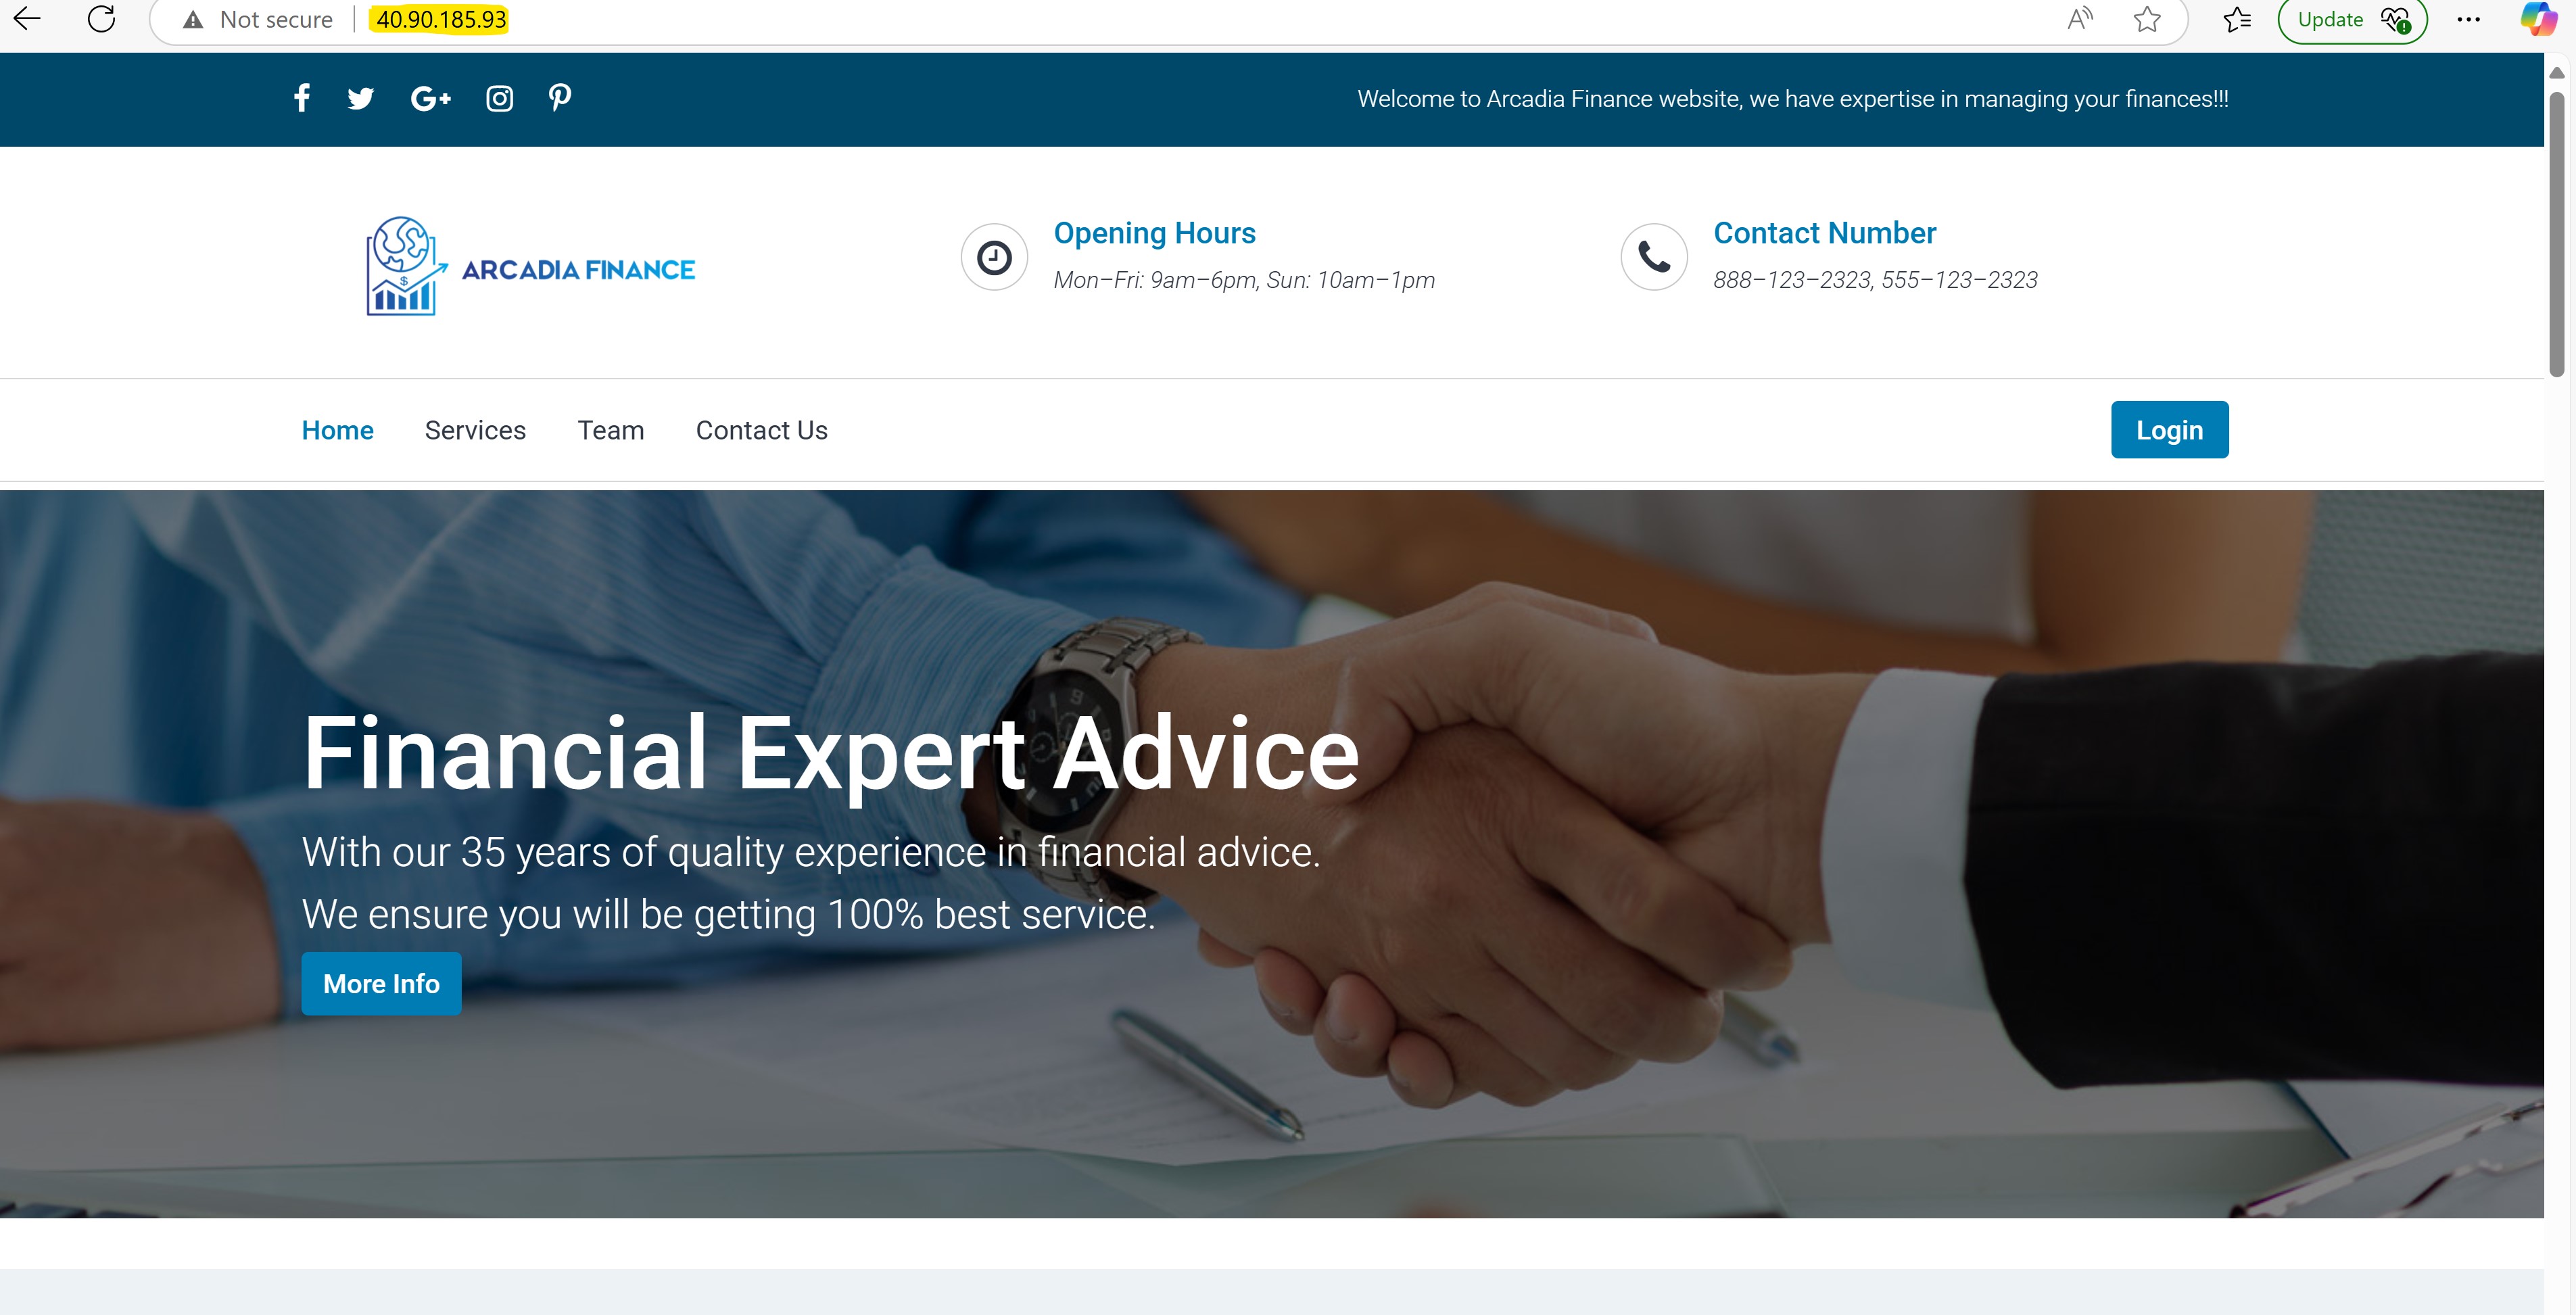 Not secure
40.90.185.93
Update
Welcome to Arcadia Finance website, we have expertise in managing your finances!!!
ARCADIA FINANCE
Opening Hours
Mon–Fri: 9am–6pm, Sun: 10am–1pm
Contact Number
888–123–2323, 555–123–2323
Home
Services
Team
Contact Us
Login
Financial Expert Advice
With our 35 years of quality experience in financial advice.
We ensure you will be getting 100% best service.
More Info